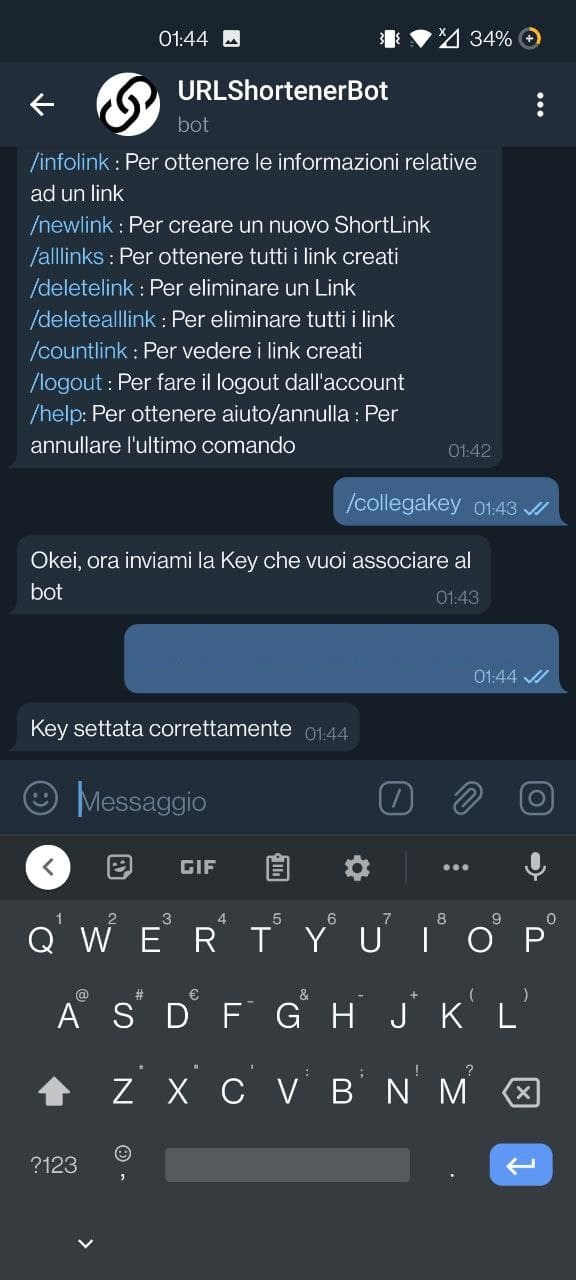 01:44
34%
URLShortenerBot
bot
/infolink : Per ottenere le informazioni relative
ad un link
/newlink : Per creare un nuovo ShortLink
/alllinks : Per ottenere tutti i link creati
/deletelink : Per eliminare un Link
/deletealllink : Per eliminare tutti i link
/countlink : Per vedere i link creati
/logout : Per fare il logout dall'account
/help: Per ottenere aiuto/annulla : Per
annullare l'ultimo comando
01:42
/collegakey 01:43
Okei, ora inviami la Key che vuoi associare al
bot
01:43
01:44
Key settata correttamente 01:44
Messaggio
GIF
1 2 3 4 5 6 7 8 9 0
Q W E R T Y U I O P
@ # € _ & - + ( )
A S D F G H J K L
* " ' : ; ! ?
Z X C V B N M
?123 , .